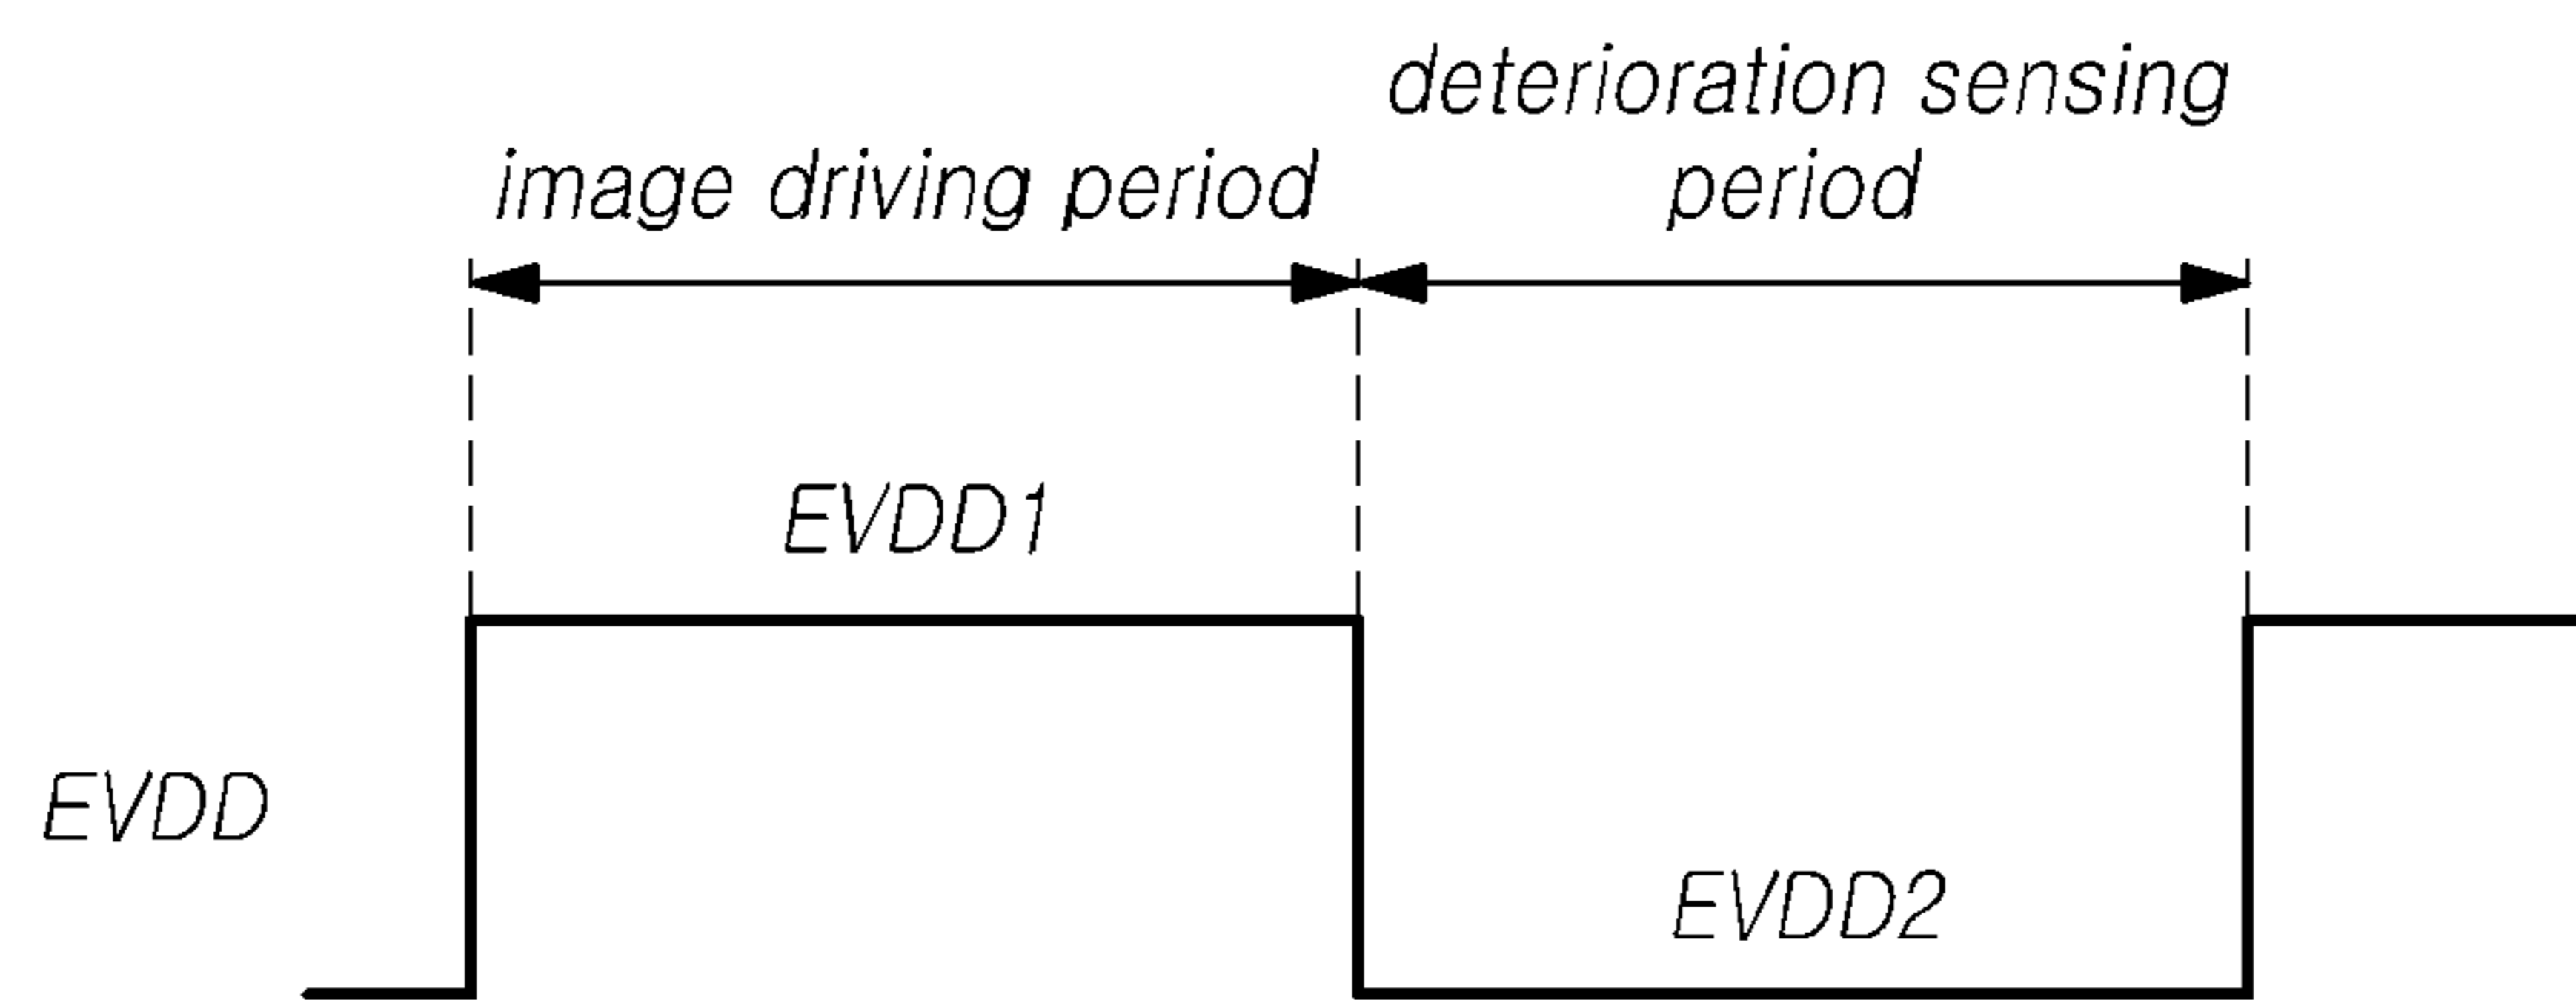 deterioration sensing
image driving period
period
EVDD1
EVDD
EVDD2